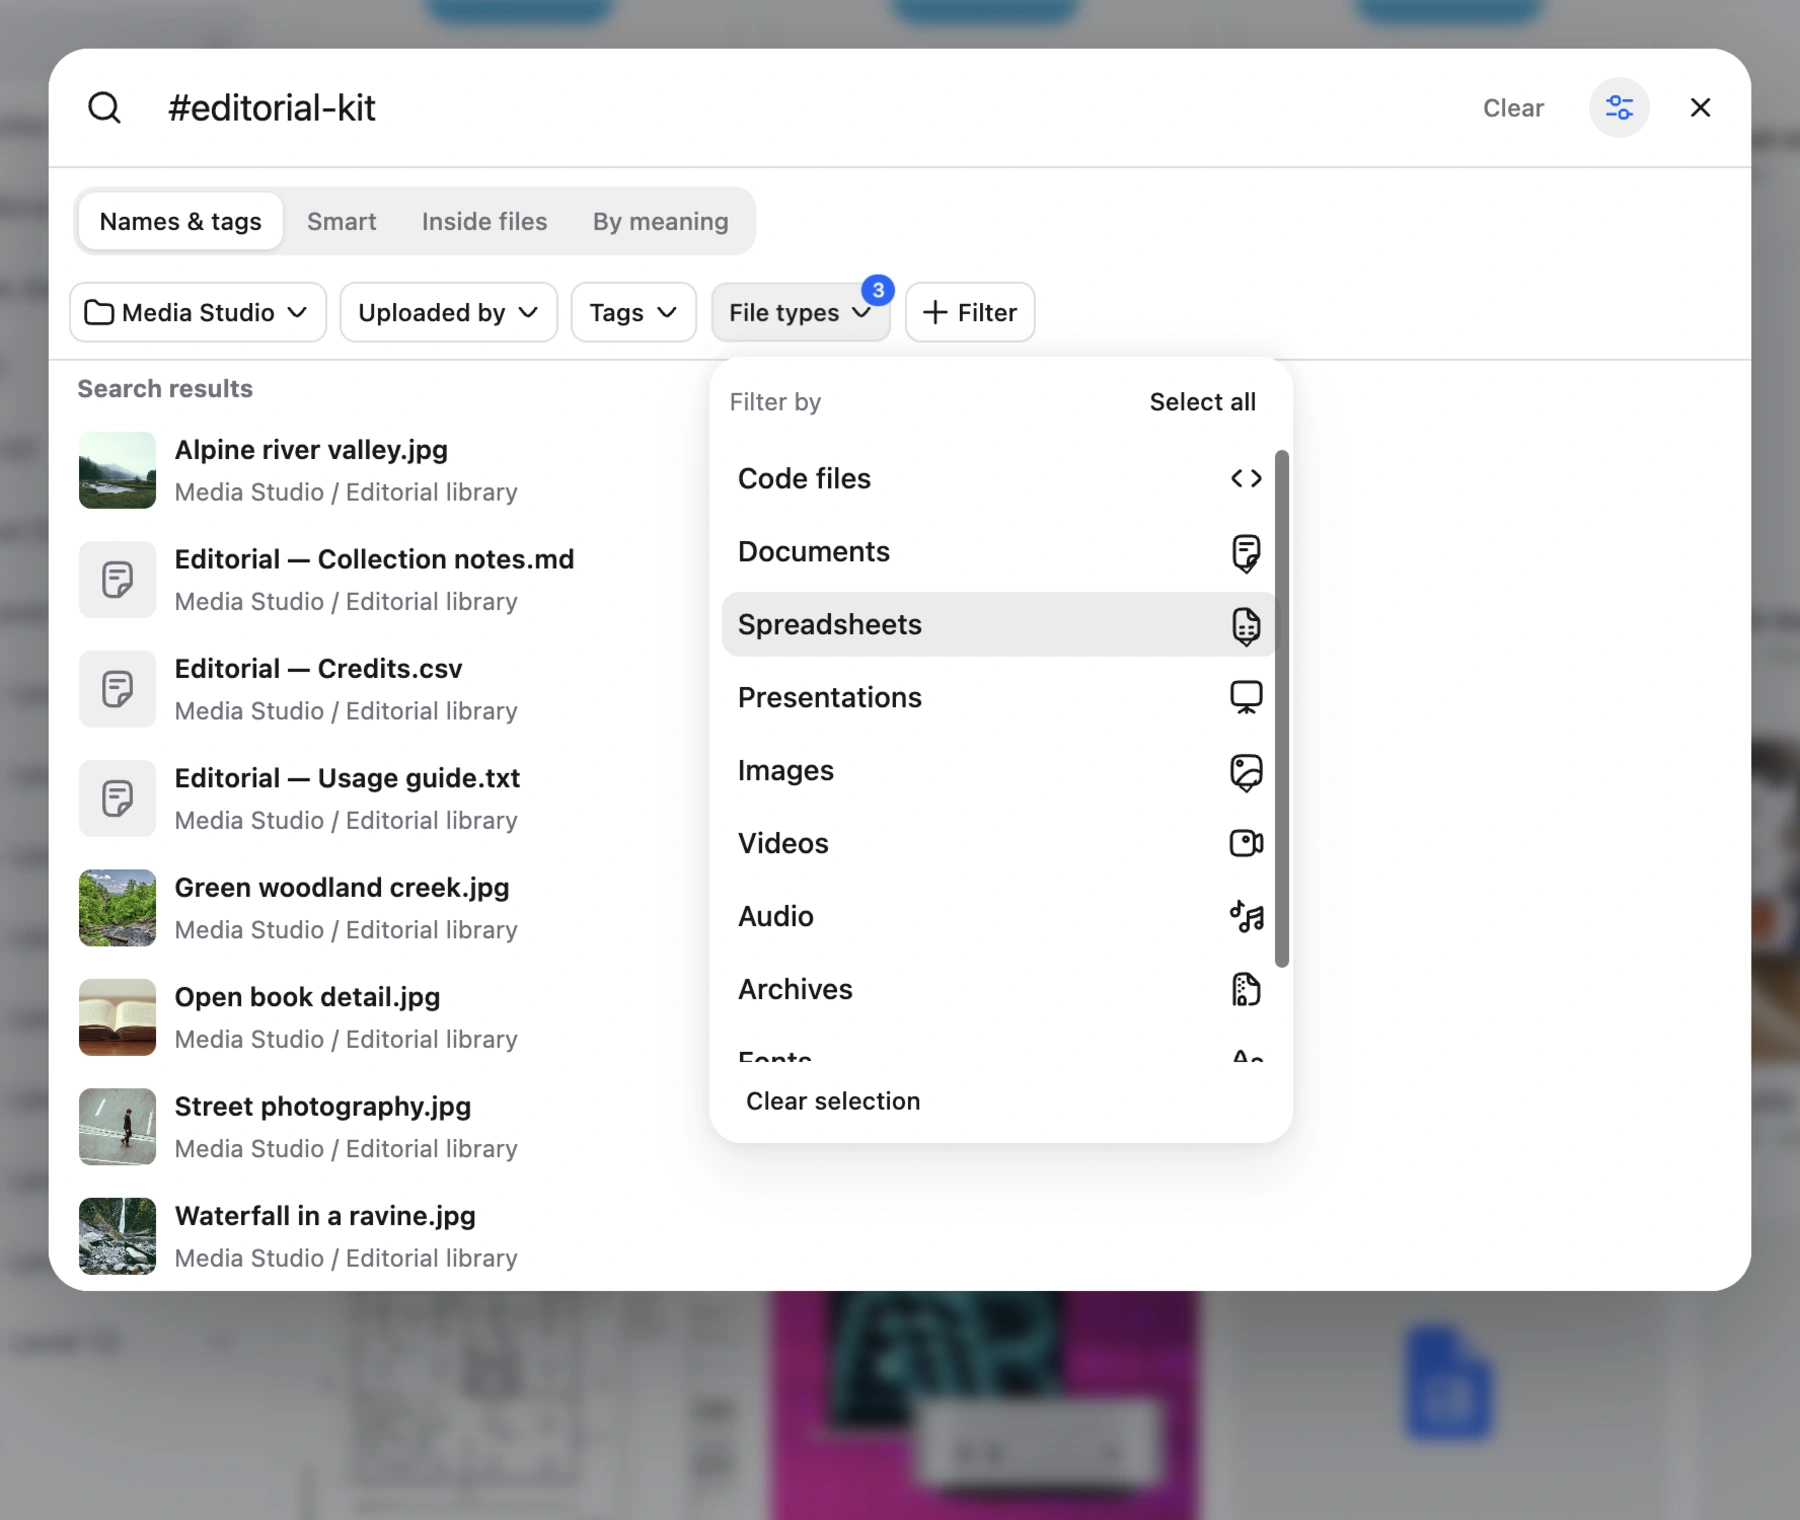 #editorial-kit
Clear
Names & tags
Smart
Inside files
By meaning
Media Studio
Uploaded by
Tags
File types
3
Filter
Search results
Alpine river valley.jpg
Media Studio / Editorial library
Editorial — Collection notes.md
Media Studio / Editorial library
Editorial — Credits.csv
Media Studio / Editorial library
Editorial — Usage guide.txt
Media Studio / Editorial library
Green woodland creek.jpg
Media Studio / Editorial library
Open book detail.jpg
Media Studio / Editorial library
Street photography.jpg
Media Studio / Editorial library
Waterfall in a ravine.jpg
Media Studio / Editorial library
Filter by
Select all
Code files
Documents
Spreadsheets
Presentations
Images
Videos
Audio
Archives
Fonts
Clear selection